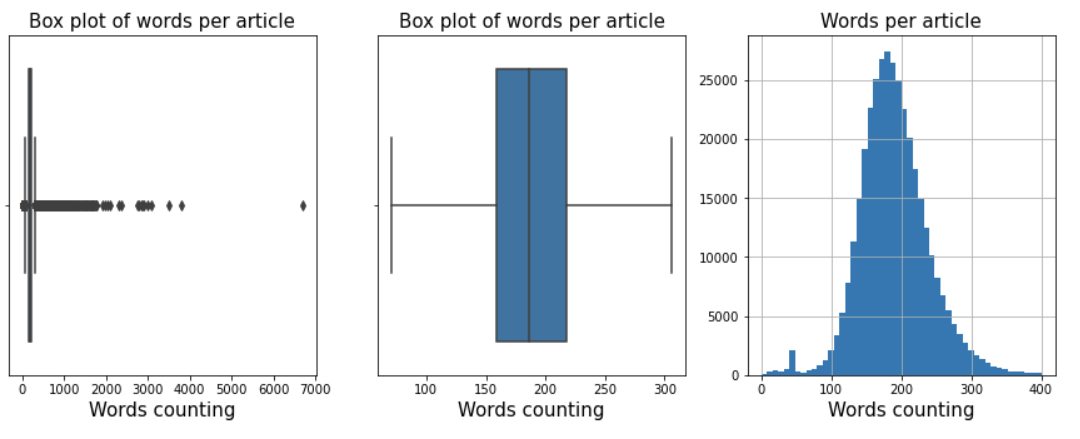 Box plot of words per article
0 1000 2000 3000 4000 5000 6000 7000
Words counting
Box plot of words per article
100 150 200 250 300
Words counting
Words per article
25000
20000
15000
10000
5000
0
0 100 200 300 400
Words counting